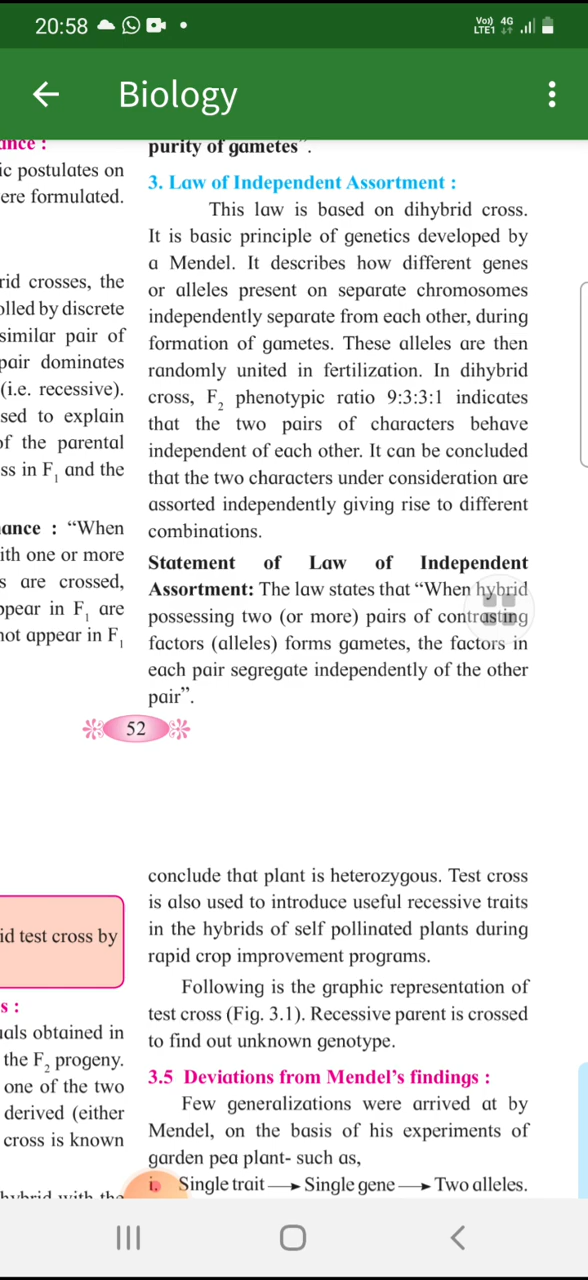 20:58
Vo)) 4G
LTE1
Biology
ance :
ic postulates on
ere formulated.
rid crosses, the
olled by discrete
similar pair of
pair dominates
(i.e. recessive).
sed to explain
of the parental
ss in F1 and the
ance : “When
ith one or more
s are crossed,
ppear in F1 are
not appear in F1
purity of gametes”.
3. Law of Independent Assortment :
This law is based on dihybrid cross.
It is basic principle of genetics developed by
a Mendel. It describes how different genes
or alleles present on separate chromosomes
independently separate from each other, during
formation of gametes. These alleles are then
randomly united in fertilization. In dihybrid
cross, F2 phenotypic ratio 9:3:3:1 indicates
that the two pairs of characters behave
independent of each other. It can be concluded
that the two characters under consideration are
assorted independently giving rise to different
combinations.
Statement of Law of Independent
Assortment: The law states that “When hybrid
possessing two (or more) pairs of contrasting
factors (alleles) forms gametes, the factors in
each pair segregate independently of the other
pair”.
52
id test cross by
s :
uals obtained in
the F2 progeny.
one of the two
derived (either
cross is known
hybrid with the
conclude that plant is heterozygous. Test cross
is also used to introduce useful recessive traits
in the hybrids of self pollinated plants during
rapid crop improvement programs.
Following is the graphic representation of
test cross (Fig. 3.1). Recessive parent is crossed
to find out unknown genotype.
3.5 Deviations from Mendel’s findings :
Few generalizations were arrived at by
Mendel, on the basis of his experiments of
garden pea plant- such as,
i. Single trait → Single gene → Two alleles.